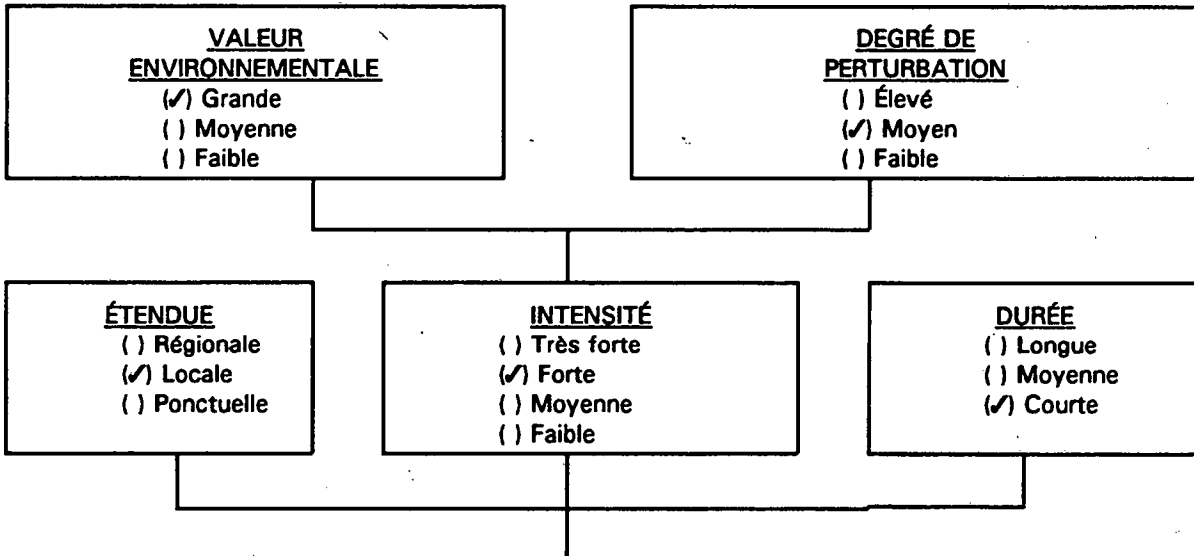 VALEUR
ENVIRONNEMENTALE
(✓) Grande
( ) Moyenne
( ) Faible
DEGRÉ DE
PERTURBATION
( ) Élevé
(✓) Moyen
( ) Faible
ÉTENDUE
( ) Régionale
(✓) Locale
( ) Ponctuelle
INTENSITÉ
( ) Très forte
(✓) Forte
( ) Moyenne
( ) Faible
DURÉE
( ) Longue
( ) Moyenne
(✓) Courte